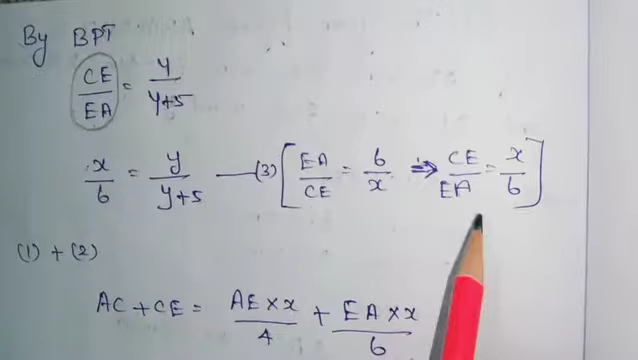 By BPT
CE/EA = y/y+5
x/6 = y/y+5 —(3) [EA/CE = 6/x ⇒ CE/EA = x/6]
(1) + (2)
AC + CE = AE×x/4 + EA×x/6